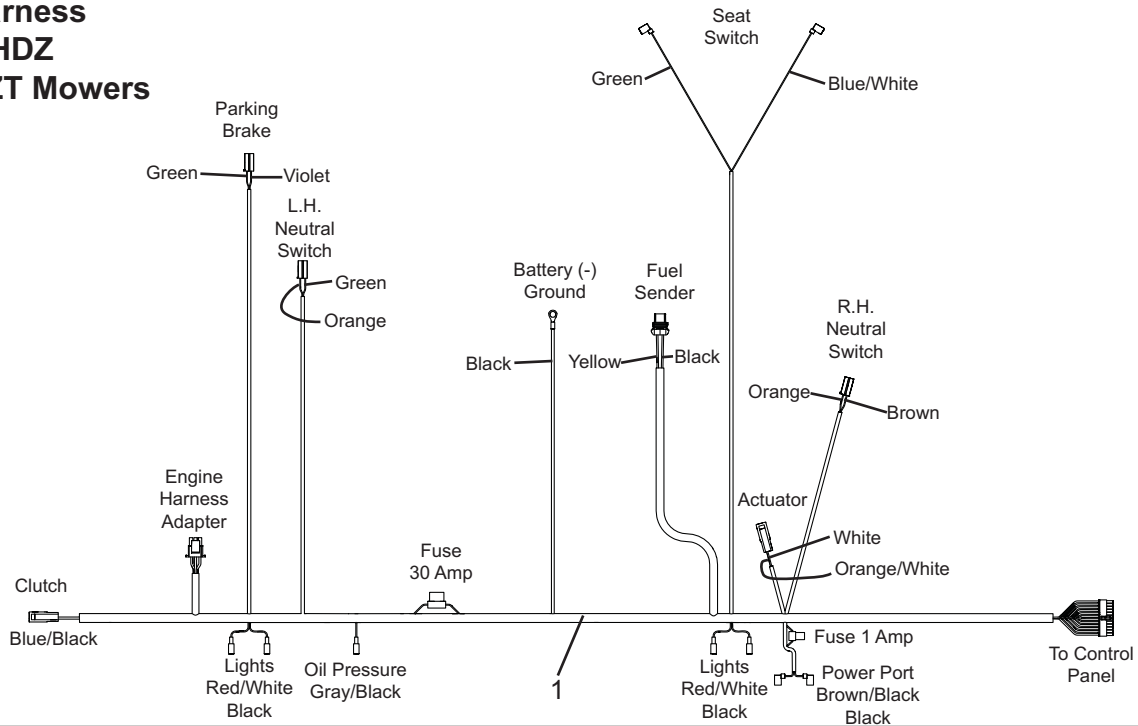 HDZ
ZT Mowers
Seat
Switch
Green
Blue/White
Parking
Brake
Green
Violet
L.H.
Neutral
Switch
Green
Orange
Battery (-)
Ground
Black
Fuel
Sender
Yellow
Black
R.H.
Neutral
Switch
Orange
Brown
Engine
Harness
Adapter
Actuator
White
Orange/White
Fuse
30 Amp
Clutch
Blue/Black
Lights
Red/White
Black
Oil Pressure
Gray/Black
1
Lights
Red/White
Black
Fuse 1 Amp
Power Port
Brown/Black
Black
To Control
Panel